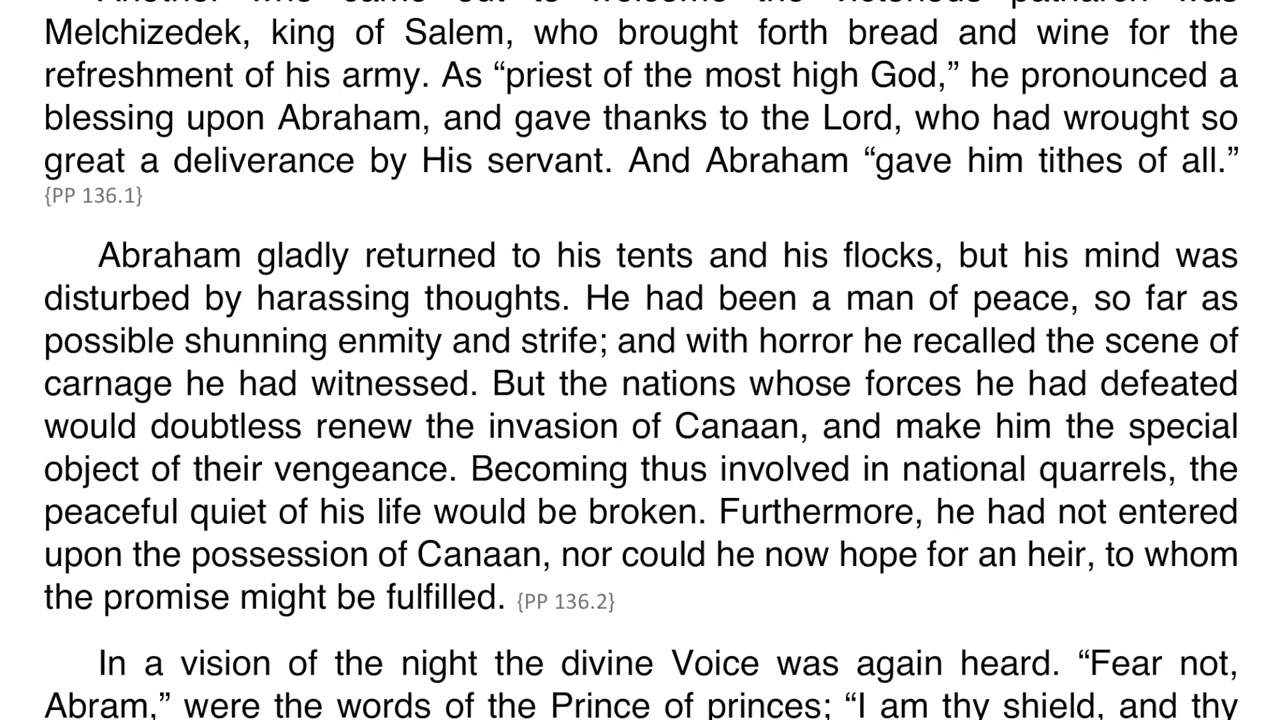 Another who came out to welcome the victorious patriarch was
Melchizedek, king of Salem, who brought forth bread and wine for the
refreshment of his army. As “priest of the most high God,” he pronounced a
blessing upon Abraham, and gave thanks to the Lord, who had wrought so
great a deliverance by His servant. And Abraham “gave him tithes of all.”
{PP 136.1}
Abraham gladly returned to his tents and his flocks, but his mind was
disturbed by harassing thoughts. He had been a man of peace, so far as
possible shunning enmity and strife; and with horror he recalled the scene of
carnage he had witnessed. But the nations whose forces he had defeated
would doubtless renew the invasion of Canaan, and make him the special
object of their vengeance. Becoming thus involved in national quarrels, the
peaceful quiet of his life would be broken. Furthermore, he had not entered
upon the possession of Canaan, nor could he now hope for an heir, to whom
the promise might be fulfilled. {PP 136.2}
In a vision of the night the divine Voice was again heard. “Fear not,
Abram,” were the words of the Prince of princes; “I am thy shield, and thy